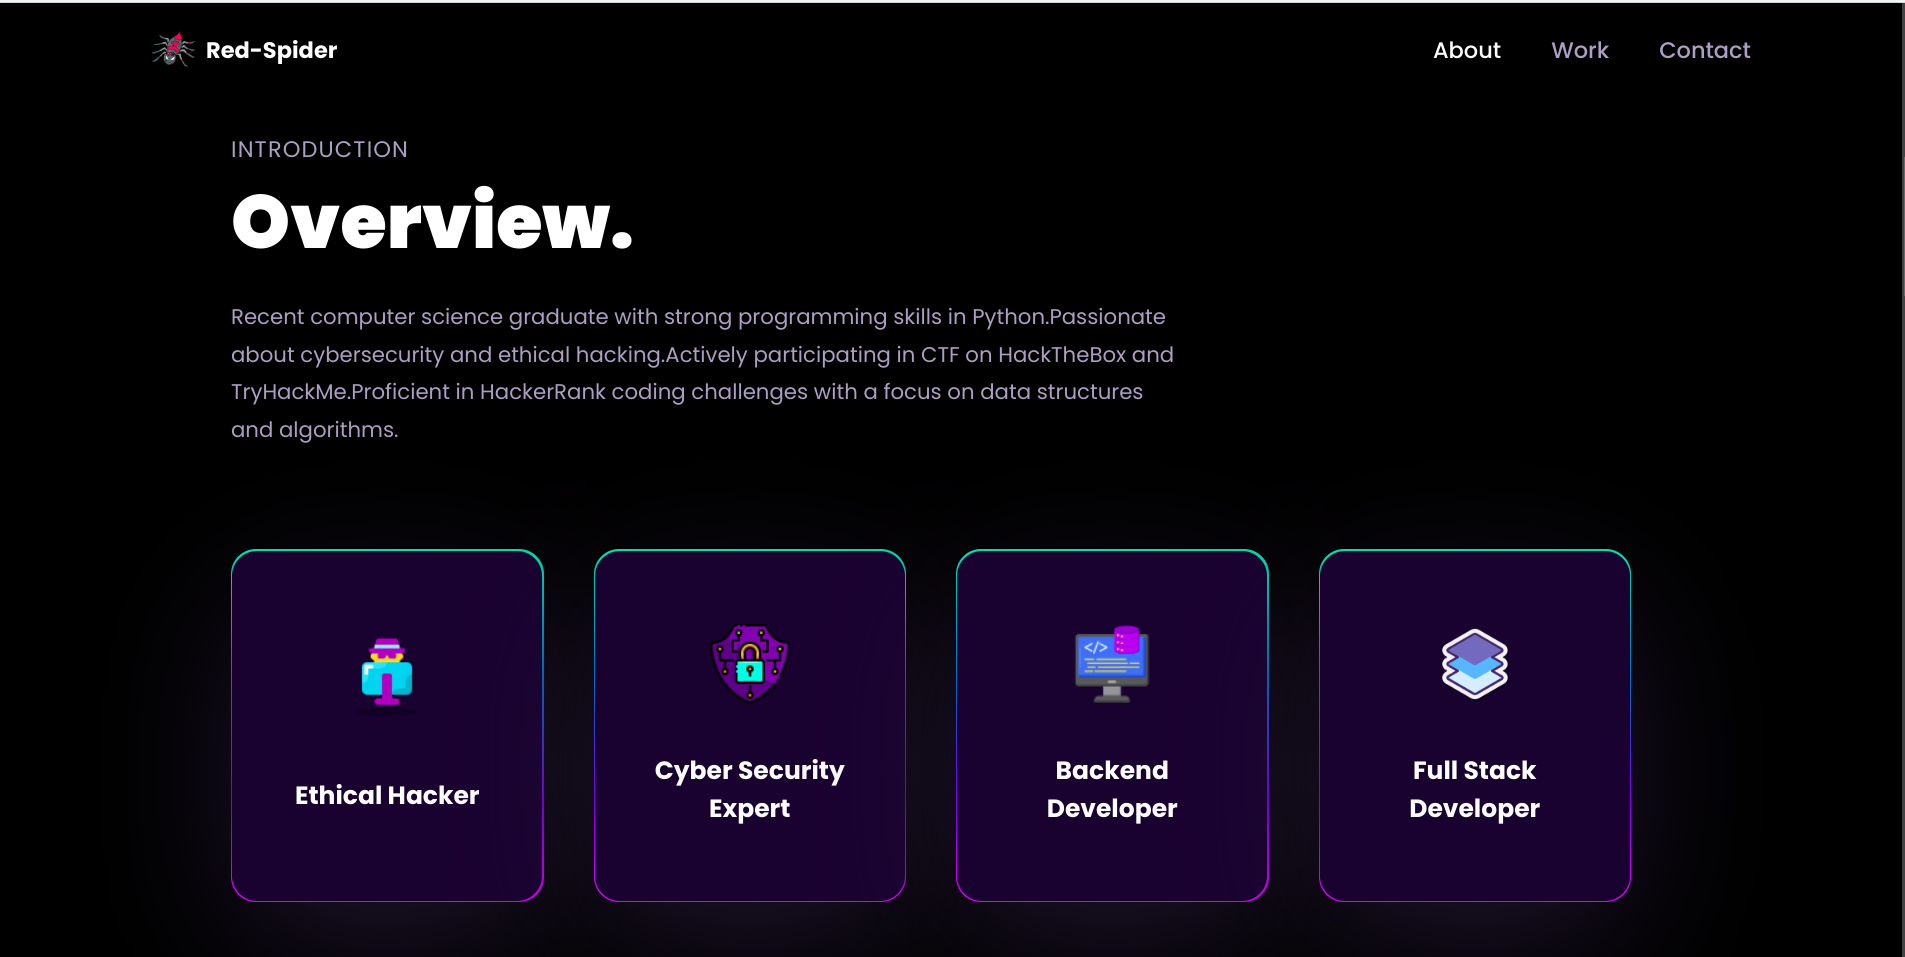 Red-Spider
About Work Contact
INTRODUCTION
Overview.
Recent computer science graduate with strong programming skills in Python.Passionate
about cybersecurity and ethical hacking.Actively participating in CTF on HackTheBox and
TryHackMe.Proficient in HackerRank coding challenges with a focus on data structures
and algorithms.
Ethical Hacker
Cyber Security
Expert
</>
Backend
Developer
Full Stack
Developer